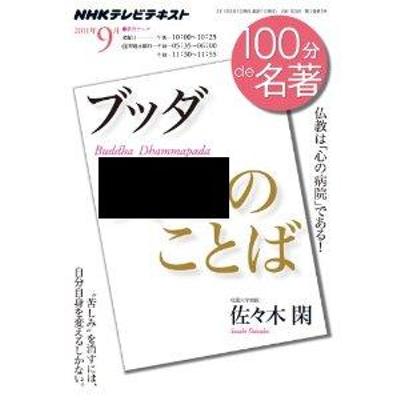 NHKテレビテキスト
2011年 9月
100分
de 名著
ブッダ
Buddha Dhammapada
の
ことば
仏教は「心の病院」である！
佐々木 閑
Sasaki Shizuka
“苦しみ”を消すには、
自分自身を変えるしかない。